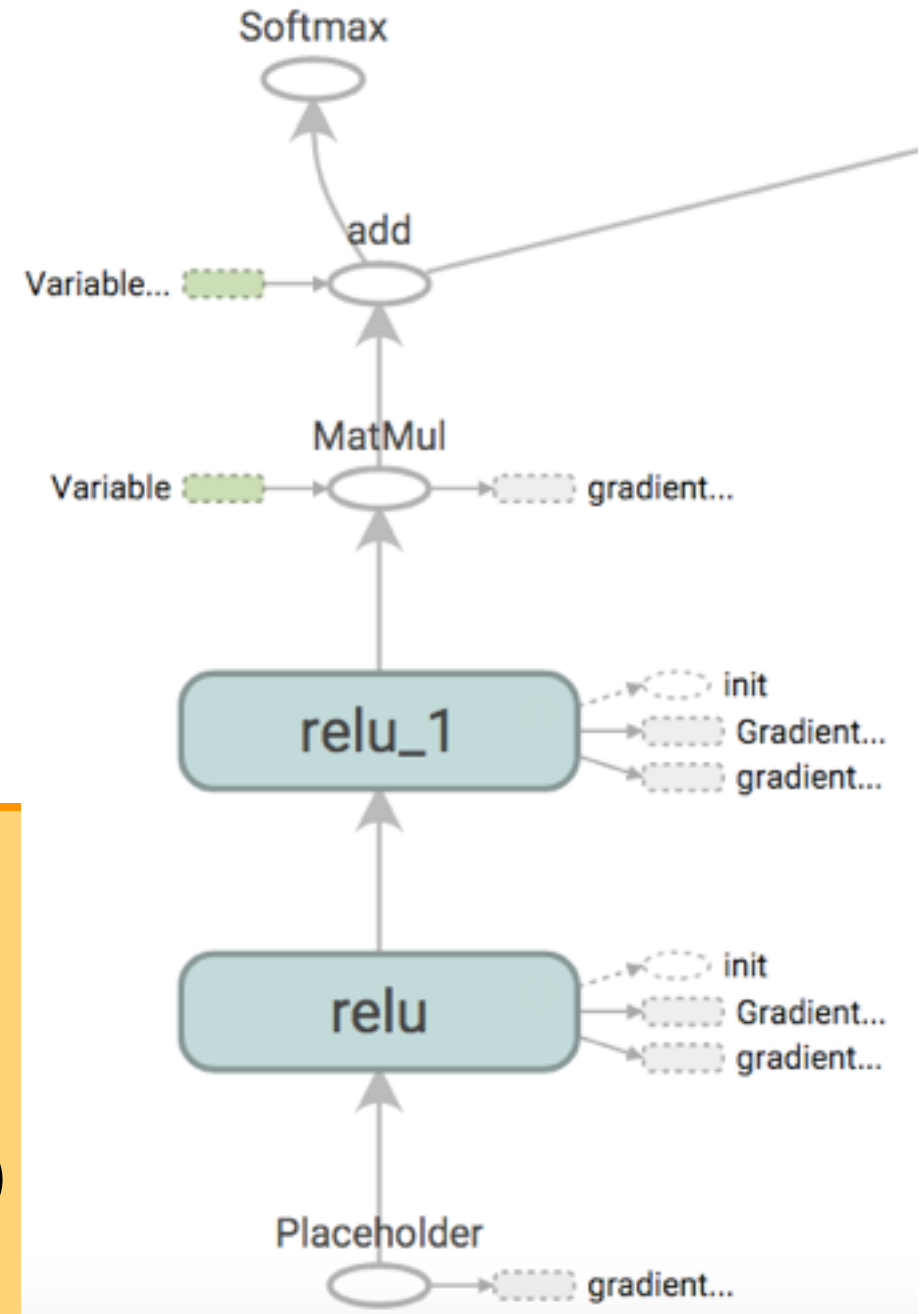 Softmax
add
Variable...
MatMul
Variable
gradient...
relu_1
init
Gradient...
gradient...
relu
init
Gradient...
gradient...
)
Placeholder
gradient...